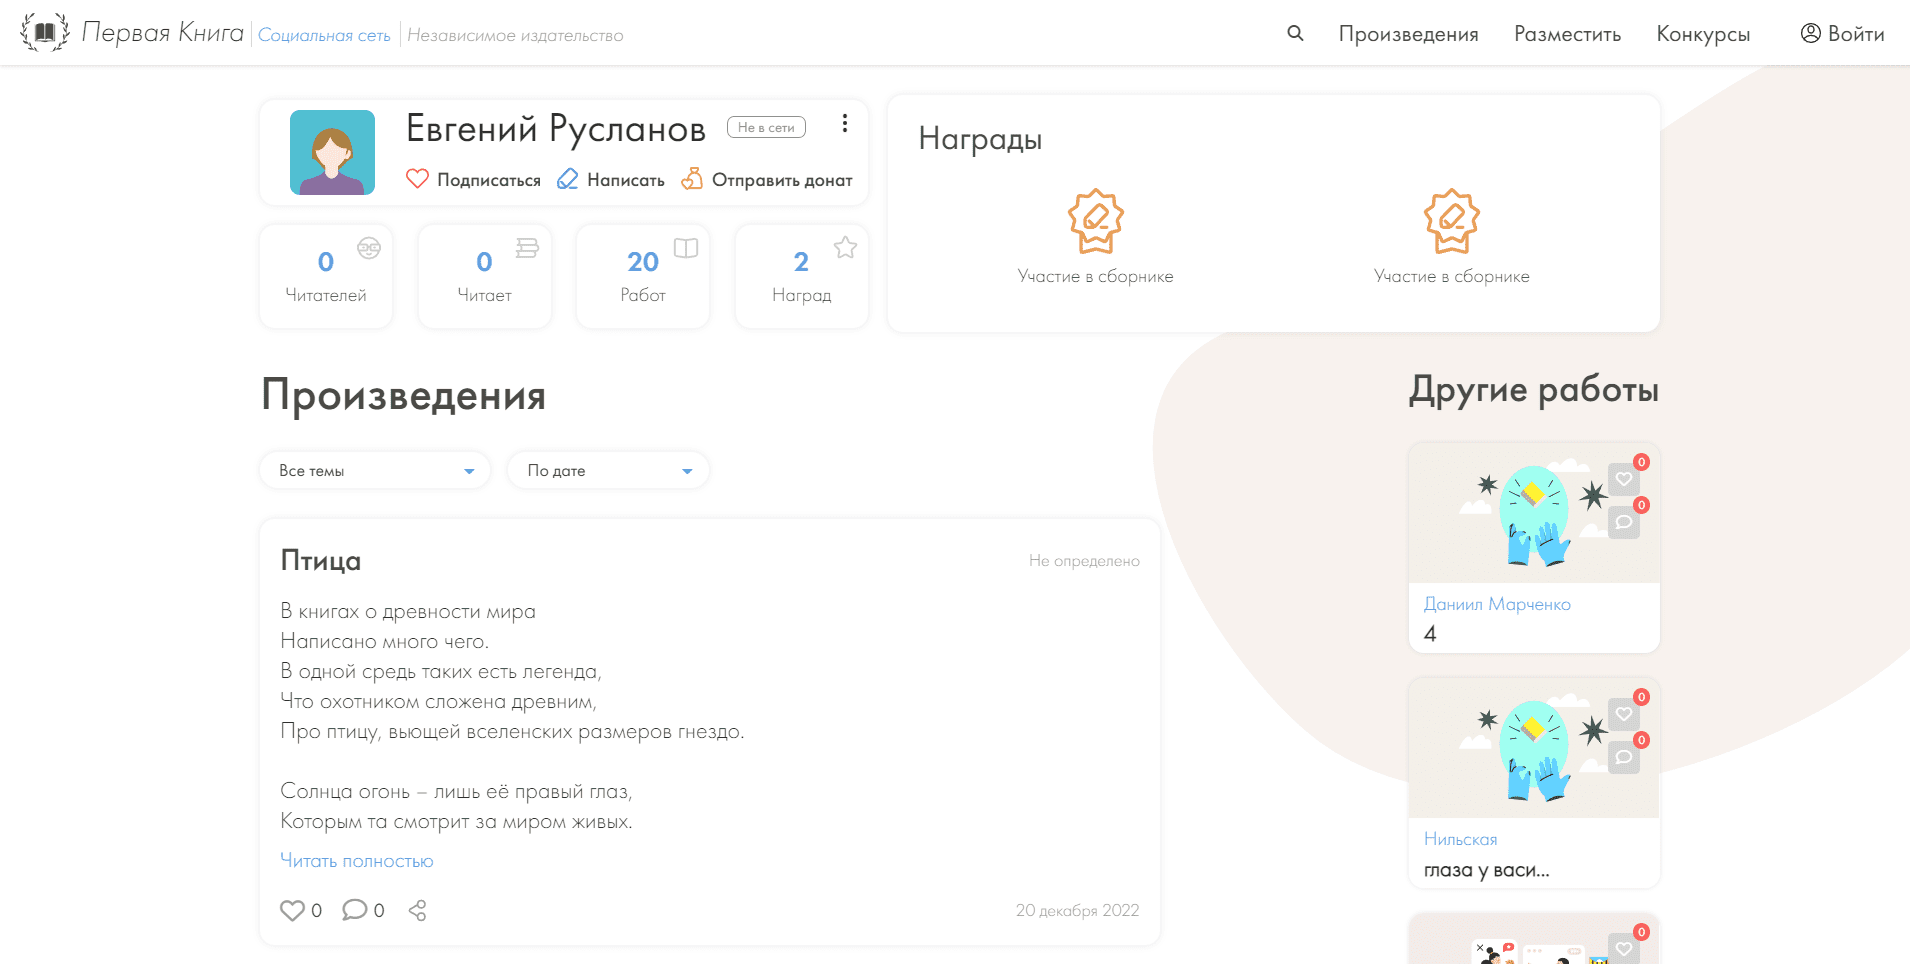 Первая Книга
Социальная сеть
Независимое издательство
Произведения
Разместить
Конкурсы
Войти
Евгений Русланов
Не в сети
Подписаться
Написать
Отправить донат
0
Читателей
0
Читает
20
Работ
2
Наград
Награды
Участие в сборнике
Участие в сборнике
Произведения
Все темы
По дате
Птица
Не определено
В книгах о древности мира
Написано много чего.
В одной средь таких есть легенда,
Что охотником сложена древним,
Про птицу, вьющей вселенских размеров гнездо.
Солнца огонь – лишь её правый глаз,
Которым та смотрит за миром живых.
Читать полностью
0
0
20 декабря 2022
Другие работы
0
0
Даниил Марченко
4
0
0
Нильская
глаза у васи...
0